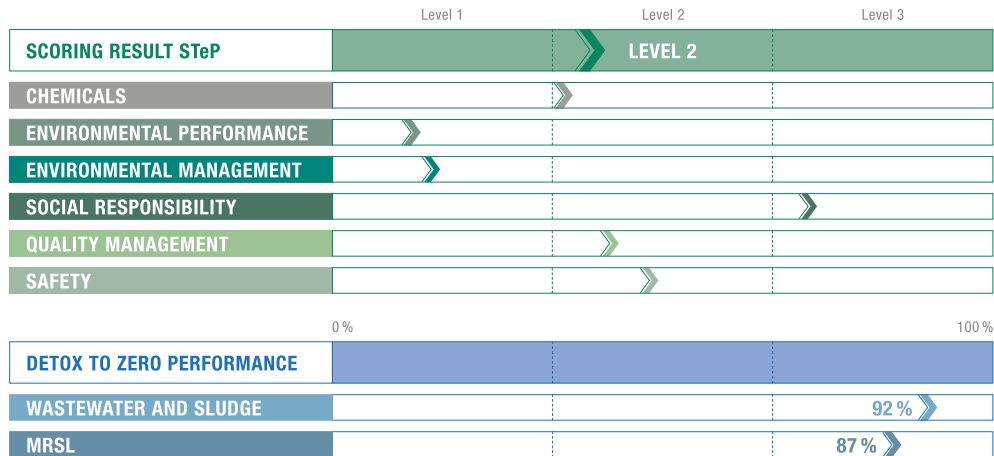 Level 1 Level 2 Level 3
SCORING RESULT STeP LEVEL 2
CHEMICALS
ENVIRONMENTAL PERFORMANCE
ENVIRONMENTAL MANAGEMENT
SOCIAL RESPONSIBILITY
QUALITY MANAGEMENT
SAFETY
0 % 100 %
DETOX TO ZERO PERFORMANCE
WASTEWATER AND SLUDGE 92 %
MRSL 87 %